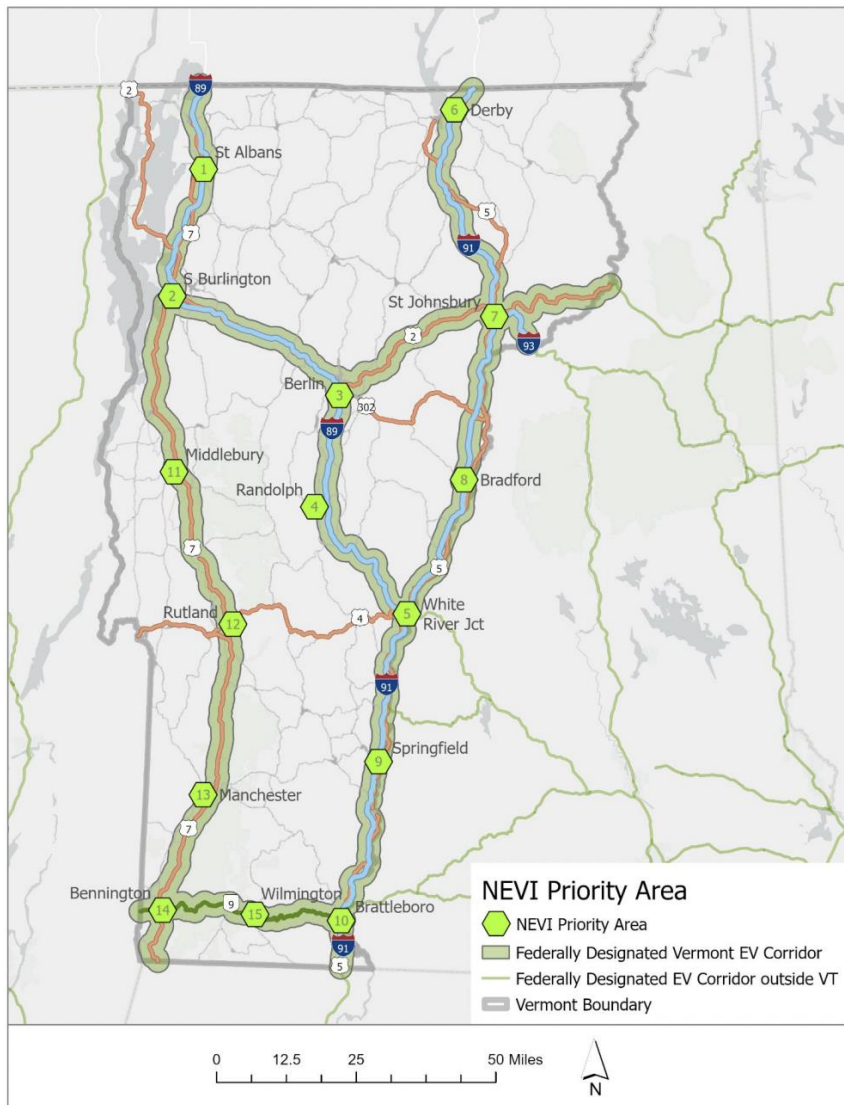 2
89
6
Derby
St Albans
1
5
7
91
S Burlington
2
St Johnsbury
7
2
93
Berlin
3
302
89
Middlebury
11
8
Bradford
Randolph
4
7
5
Rutland
12
4
5
White
River Jct
91
9
Springfield
13
Manchester
7
Bennington
14
9
Wilmington
15
10
Brattleboro
91
5
NEVI Priority Area
NEVI Priority Area
Federally Designated Vermont EV Corridor
Federally Designated EV Corridor outside VT
Vermont Boundary
0 12.5 25 50 Miles
N